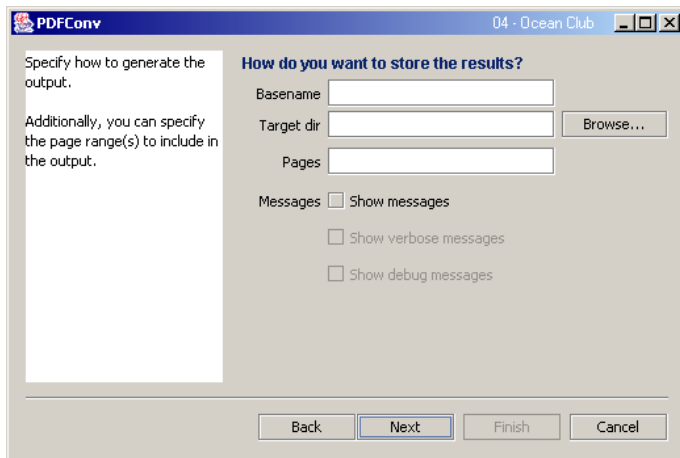 PDFConv 04 - Ocean Club
Specify how to generate the
output.
Additionally, you can specify
the page range(s) to include in
the output.
How do you want to store the results?
Basename
Target dir Browse...
Pages
Messages Show messages
Show verbose messages
Show debug messages
Back Next Finish Cancel